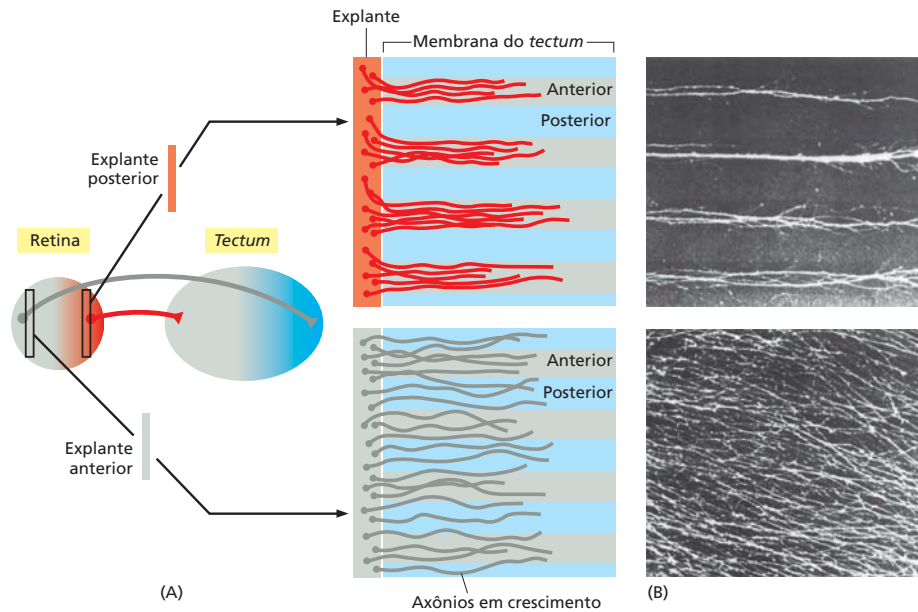 Explante
Membrana do tectum
Anterior
Posterior
Explante
posterior
Retina
Tectum
Anterior
Posterior
Explante
anterior
(A)
Axônios em crescimento
(B)